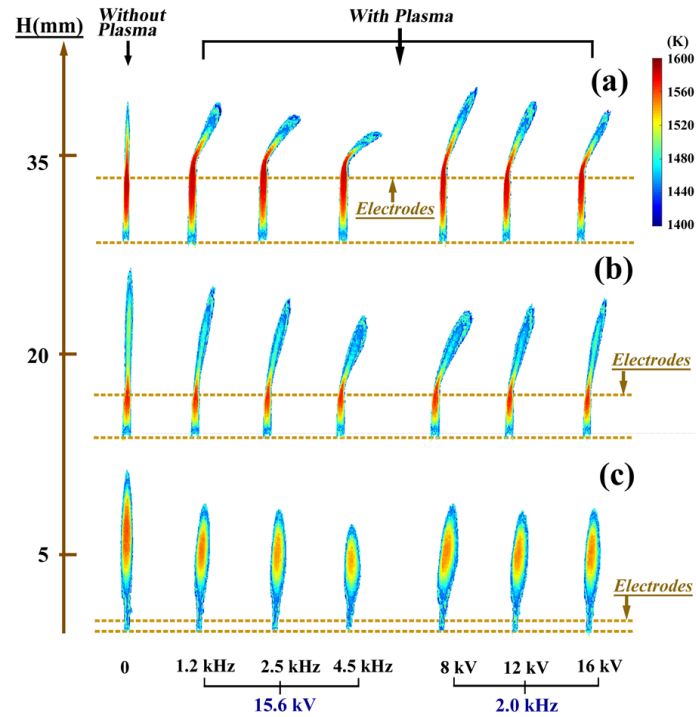 Without
Plasma
With Plasma
H(mm)
(K)
1600
1560
1520
1480
1440
1400
(a)
35
Electrodes
(b)
20
Electrodes
(c)
5
Electrodes
0
1.2 kHz
2.5 kHz
4.5 kHz
8 kV
12 kV
16 kV
15.6 kV
2.0 kHz